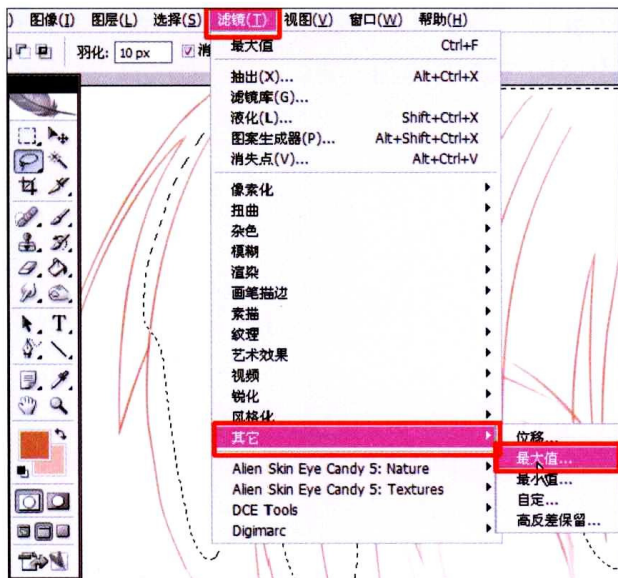 ) 图像(I) 图层(L) 选择(S) 滤镜(T) 视图(V) 窗口(W) 帮助(H)
羽化: 10 px 消
最大值 Ctrl+F
抽出(X)... Alt+Ctrl+X
滤镜库(G)...
液化(L)... Shift+Ctrl+X
图案生成器(P)... Alt+Shift+Ctrl+X
消失点(V)... Alt+Ctrl+V
像素化
扭曲
杂色
模糊
渲染
画笔描边
素描
纹理
艺术效果
视频
锐化
风格化
其它
位移...
最大值...
最小值...
自定...
高反差保留...
Alien Skin Eye Candy 5: Nature
Alien Skin Eye Candy 5: Textures
DCE Tools
Digimarc